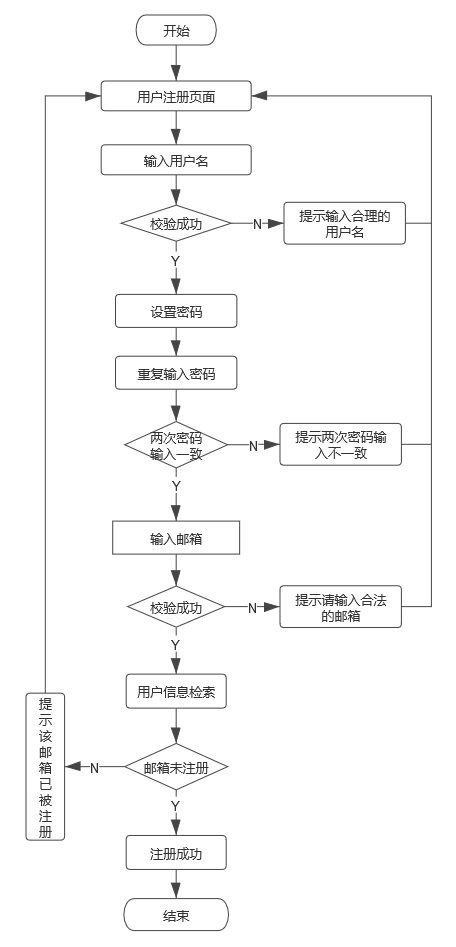 开始
用户注册页面
输入用户名
校验成功
N
提示输入合理的
用户名
Y
设置密码
重复输入密码
两次密码
输入一致
N
提示两次密码输
入不一致
Y
输入邮箱
校验成功
N
提示请输入合法
的邮箱
Y
用户信息检索
邮箱未注册
N
提示该邮箱已被注册
Y
注册成功
结束